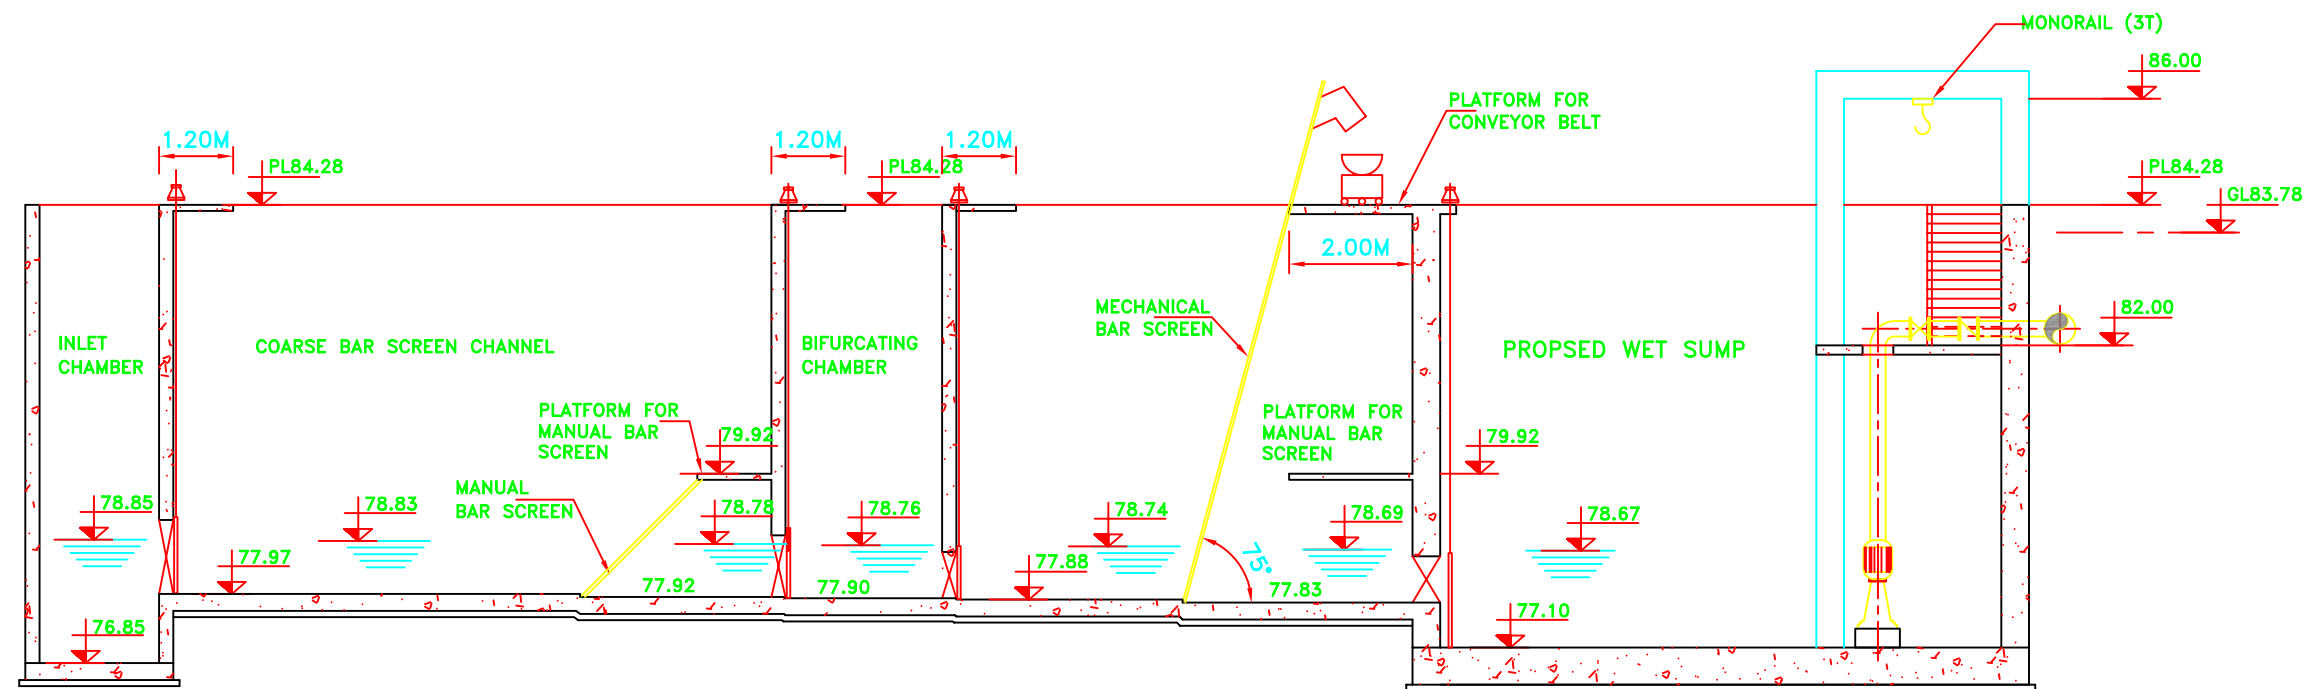 MONORAIL (3T)
86.00
PLATFORM FOR
CONVEYOR BELT
1.20M
1.20M
1.20M
PL84.28
PL84.28
PL84.28
GL83.78
2.00M
MECHANICAL
BAR SCREEN
82.00
INLET
CHAMBER
COARSE BAR SCREEN CHANNEL
BIFURCATING
CHAMBER
PROPSED WET SUMP
PLATFORM FOR
MANUAL BAR
SCREEN
79.92
PLATFORM FOR
MANUAL BAR
SCREEN
79.92
MANUAL
BAR SCREEN
78.85
78.83
78.78
78.76
78.74
78.69
78.67
77.97
77.92
77.90
77.88
75°
77.83
77.10
76.85